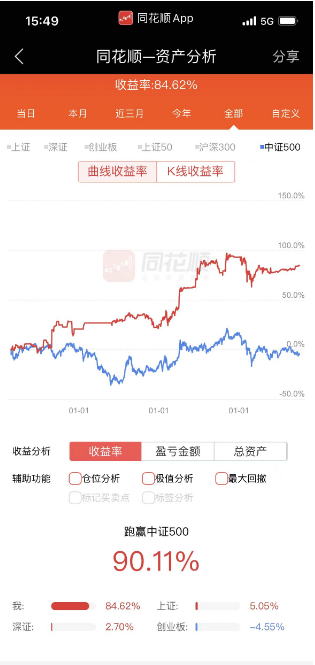 15:49 同花顺App 5G
同花顺—资产分析 分享
收益率:84.62%
当日 本月 近三月 今年 全部 自定义
上证 深证 创业板 上证50 沪深300 中证500
曲线收益率 K线收益率
150.0%
100.0%
同花顺
50.0%
0.0%
-50.0%
01-01 01-01 01-01
收益分析 收益率 盈亏金额 总资产
辅助功能 仓位分析 极值分析 最大回撤
标记买卖点 标签分析
跑赢中证500
90.11%
我: 84.62% 上证: 5.05%
深证: 2.70% 创业板: -4.55%